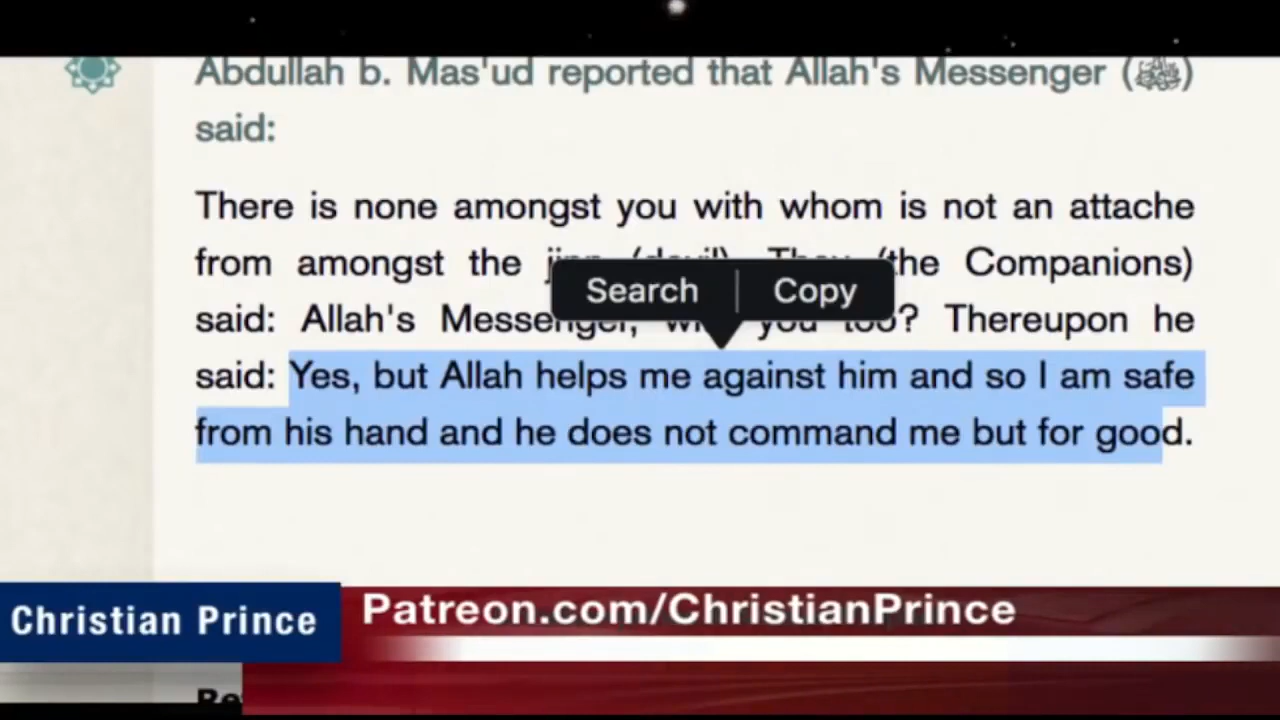 Abdullah b. Mas'ud reported that Allah's Messenger (ﷺ)
said:
There is none amongst you with whom is not an attache
from amongst the (the Companions)
said: Allah's Messenger, you too? Thereupon he
said: Yes, but Allah helps me against him and so I am safe
from his hand and he does not command me but for good.
Search Copy
Christian Prince
Patreon.com/ChristianPrince